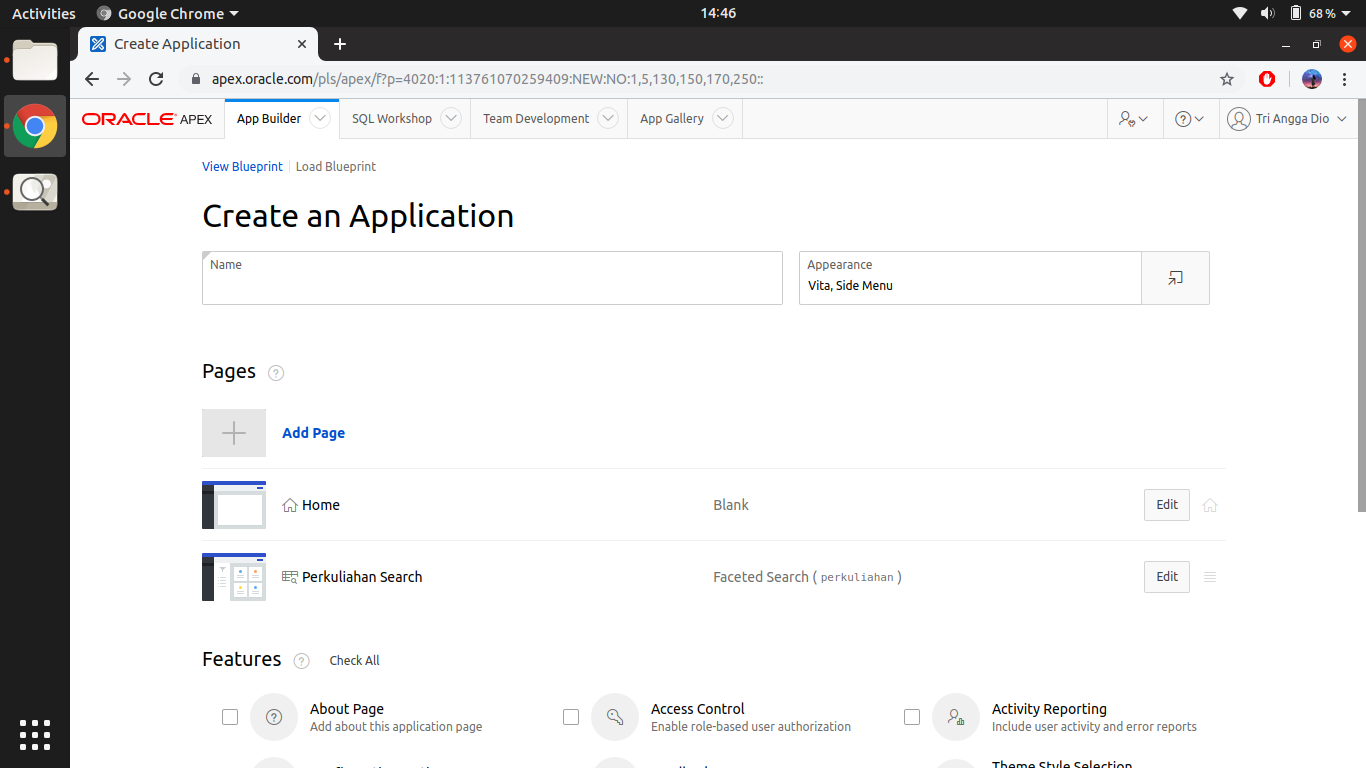 Activities Google Chrome 14:46 68 %
Create Application
apex.oracle.com/pls/apex/f?p=4020:1:113761070259409:NEW:NO:1,5,130,150,170,250::
ORACLE APEX App Builder SQL Workshop Team Development App Gallery Tri Angga Dio
View Blueprint Load Blueprint
Create an Application
Name Appearance
Vita, Side Menu
Pages ?
Add Page
Home Blank Edit
Perkuliahan Search Faceted Search ( perkuliahan ) Edit
Features ? Check All
About Page Access Control Activity Reporting
Add about this application page Enable role-based user authorization Include user activity and error reports
Theme Style Selection